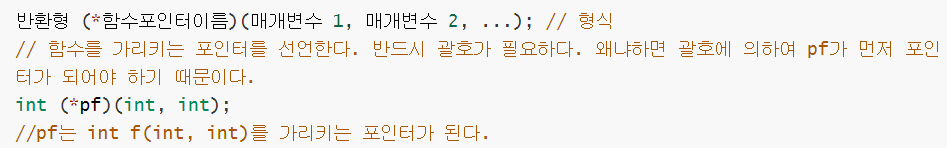 반환형 (*함수포인터이름)(매개변수 1, 매개변수 2, ...); // 형식
// 함수를 가리키는 포인터를 선언한다. 반드시 괄호가 필요하다. 왜냐하면 괄호에 의하여 pf가 먼저 포인
터가 되어야 하기 때문이다.
int (*pf)(int, int);
//pf는 int f(int, int)를 가리키는 포인터가 된다.